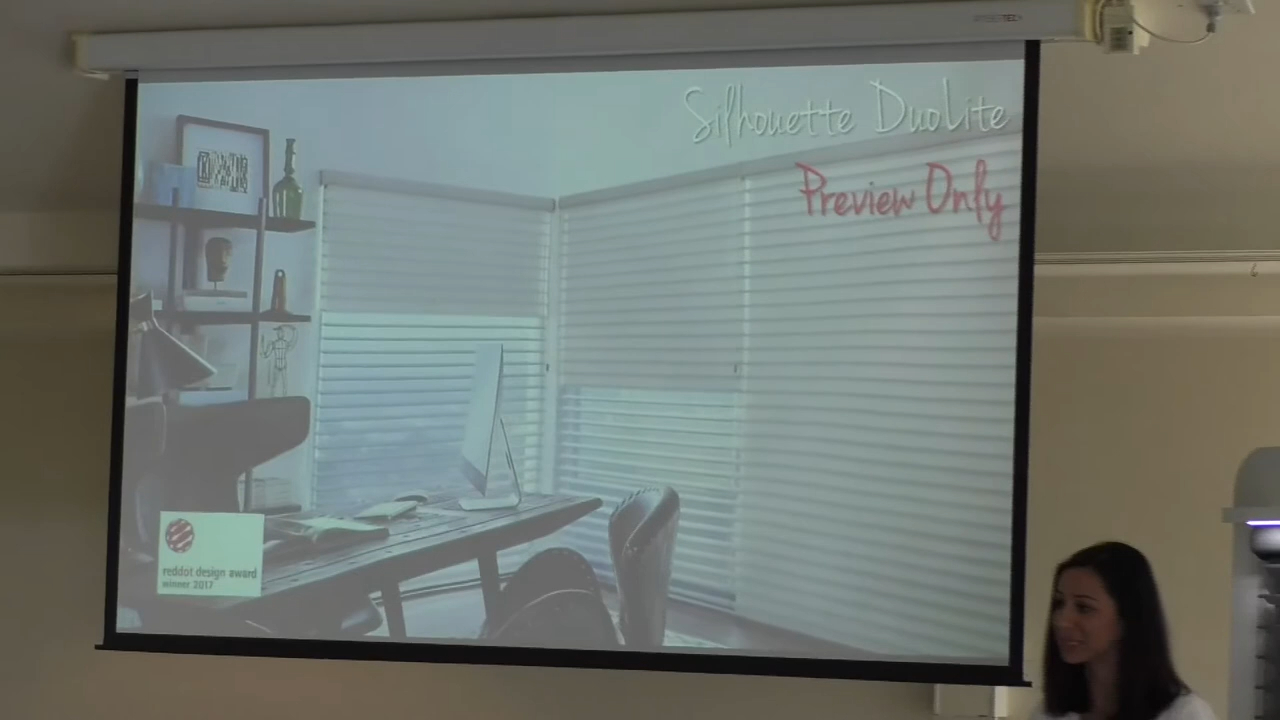 Silhouette DuoLite
Preview Only
reddot design award
winner 2017